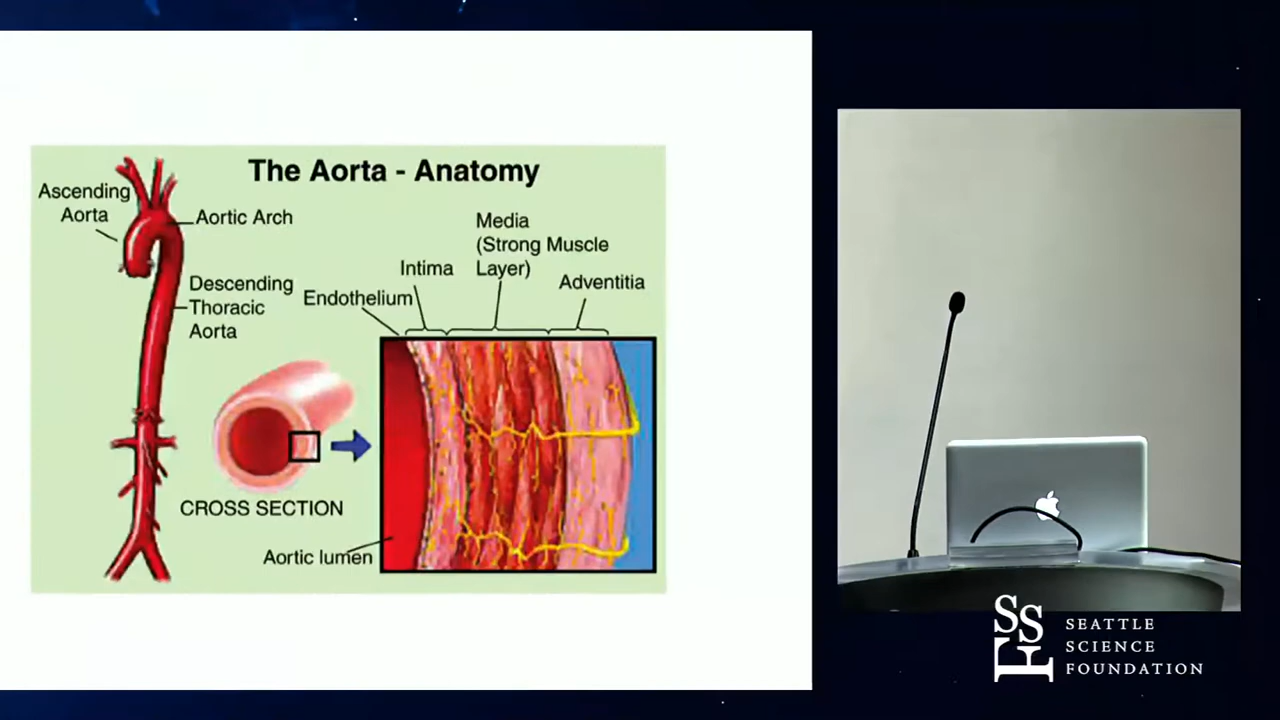 The Aorta - Anatomy
Ascending
Aorta
Aortic Arch
Descending
Thoracic
Aorta
Media
(Strong Muscle
Layer)
Intima
Adventitia
Endothelium
CROSS SECTION
Aortic lumen
SSF
SEATTLE
SCIENCE
FOUNDATION